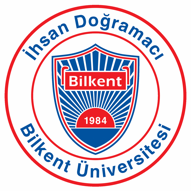 İhsan Doğramacı
Bilkent
1984
Bilkent Üniversitesi